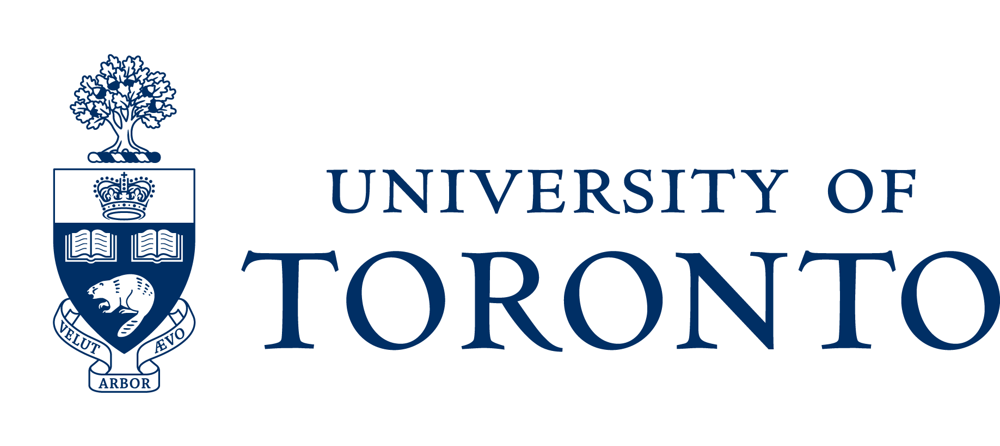 UNIVERSITY OF
TORONTO
VELUT
ARBOR
ÆVO